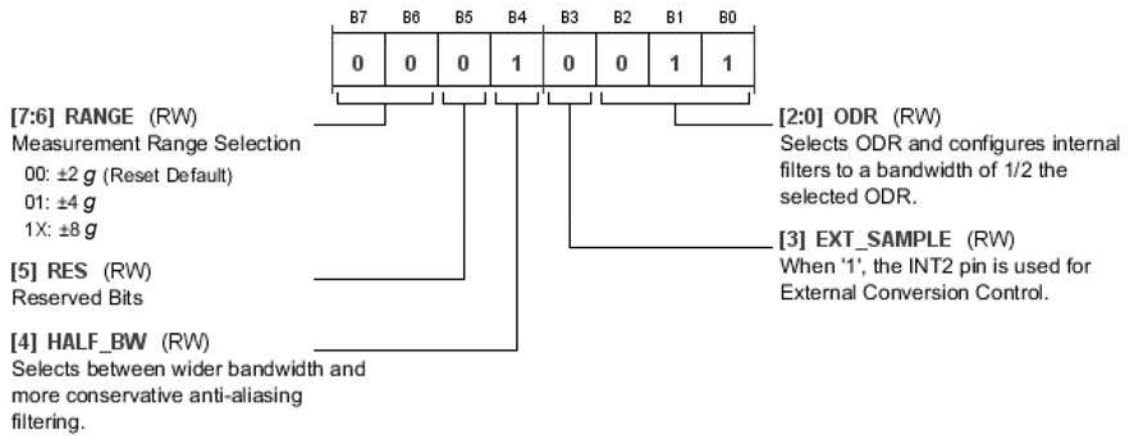 B7 B6 B5 B4 B3 B2 B1 B0
0 0 0 1 0 0 1 1
[7:6] RANGE (RW)
Measurement Range Selection
00: ±2 g (Reset Default)
01: ±4 g
1X: ±8 g
[5] RES (RW)
Reserved Bits
[4] HALF_BW (RW)
Selects between wider bandwidth and
more conservative anti-aliasing
filtering.
[2:0] ODR (RW)
Selects ODR and configures internal
filters to a bandwidth of 1/2 the
selected ODR.
[3] EXT_SAMPLE (RW)
When '1', the INT2 pin is used for
External Conversion Control.